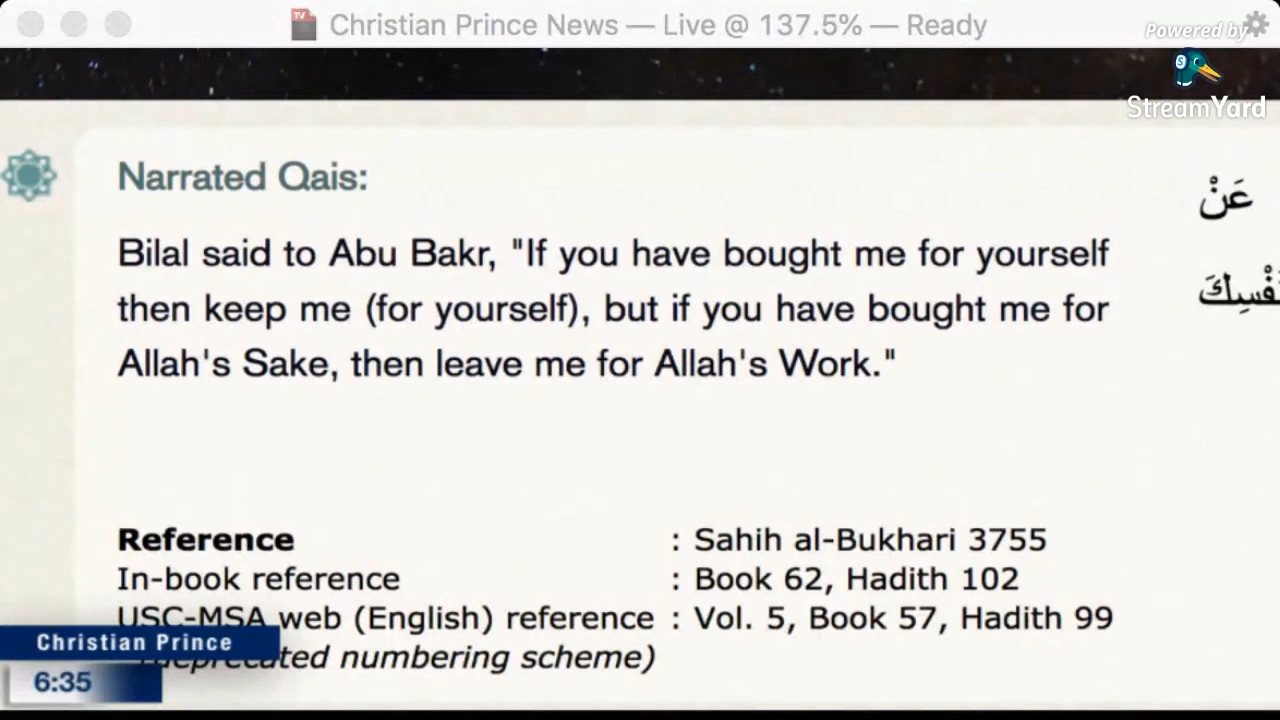 Christian Prince News — Live @ 137.5% — Ready
Powered by
StreamYard
Narrated Qais:
عَنْ
Bilal said to Abu Bakr, "If you have bought me for yourself
then keep me (for yourself), but if you have bought me for
Allah's Sake, then leave me for Allah's Work."
Reference : Sahih al-Bukhari 3755
In-book reference : Book 62, Hadith 102
USC-MSA web (English) reference : Vol. 5, Book 57, Hadith 99
(deprecated numbering scheme)
Christian Prince
6:35